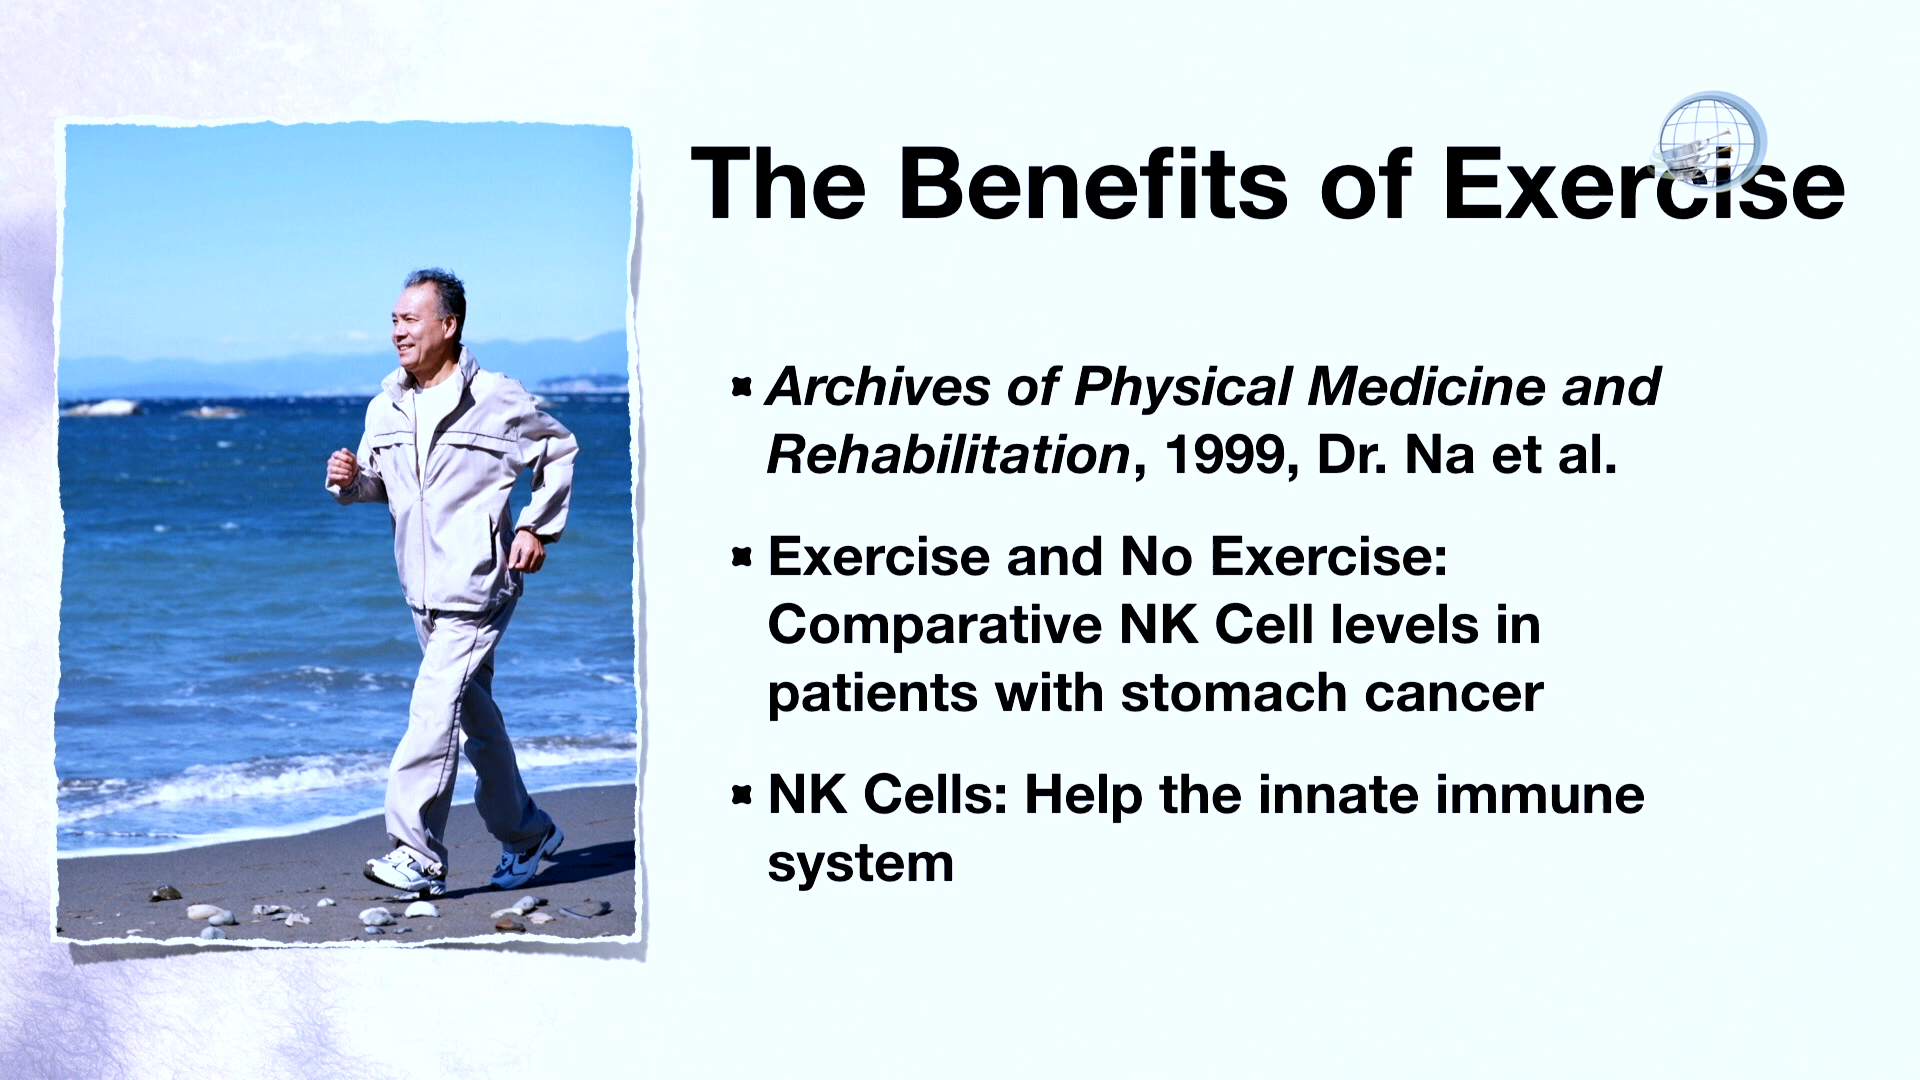 The Benefits of Exercise
Archives of Physical Medicine and
Rehabilitation, 1999, Dr. Na et al.
Exercise and No Exercise:
Comparative NK Cell levels in
patients with stomach cancer
NK Cells: Help the innate immune
system